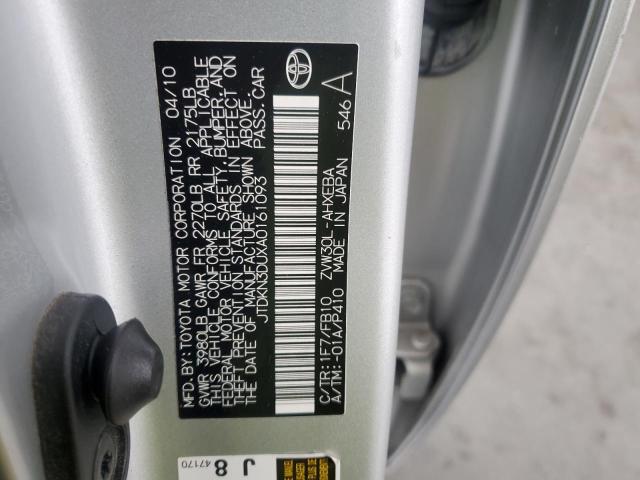 MFD.BY:TOYOTA MOTOR CORPORATION 04/10
GVWR 3980LB GAWR FR 2270LB RR 2175LB
THIS VEHICLE CONFORMS TO ALL APPLICABLE
FEDERAL MOTOR VEHICLE SAFETY, BUMPER, AND
THEFT PREVENTION STANDARDS IN EFFECT ON
THE DATE OF MANUFACTURE SHOWN ABOVE.
JTDKN3DUXA0161093 PASS.CAR
C/TR:1F7/FB10 ZVW30L-AHXEBA
A/TM:-01A/P410 MADE IN JAPAN
546 A
J 8
47170